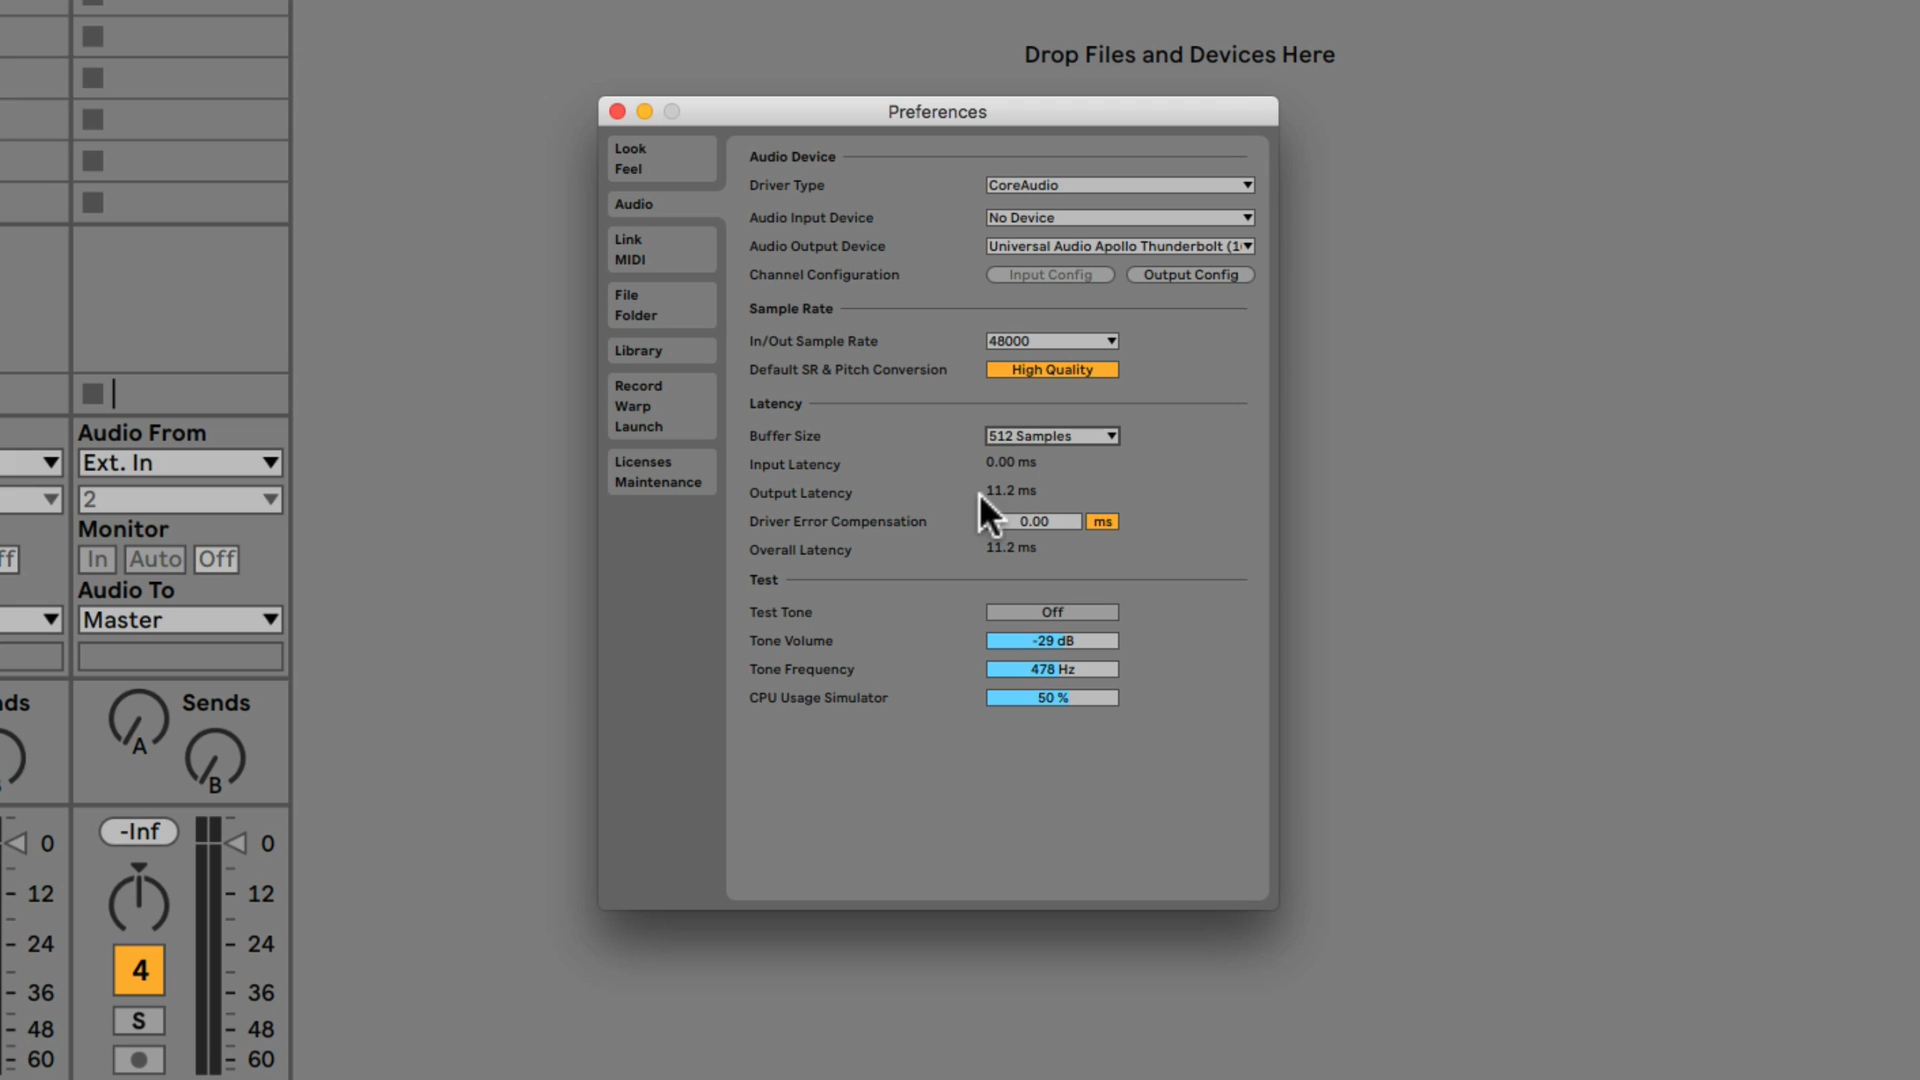 Drop Files and Devices Here
Preferences
Look
Feel
Audio
Link
MIDI
File
Folder
Library
Record
Warp
Launch
Licenses
Maintenance
Audio Device
Driver Type CoreAudio
Audio Input Device No Device
Audio Output Device Universal Audio Apollo Thunderbolt
Channel Configuration Input Config Output Config
Sample Rate
In/Out Sample Rate 48000
Default SR & Pitch Conversion High Quality
Latency
Buffer Size 512 Samples
Input Latency 0.00 ms
Output Latency 11.2 ms
Driver Error Compensation 0.00 ms
Overall Latency 11.2 ms
Test
Test Tone Off
Tone Volume -29 dB
Tone Frequency 478 Hz
CPU Usage Simulator 50 %
Audio From
Ext. In
2
Monitor
In Auto Off
Audio To
Master
Sends
A
B
-Inf
0 0
12 12
24 24
4
36 36
S
48 48
60 60